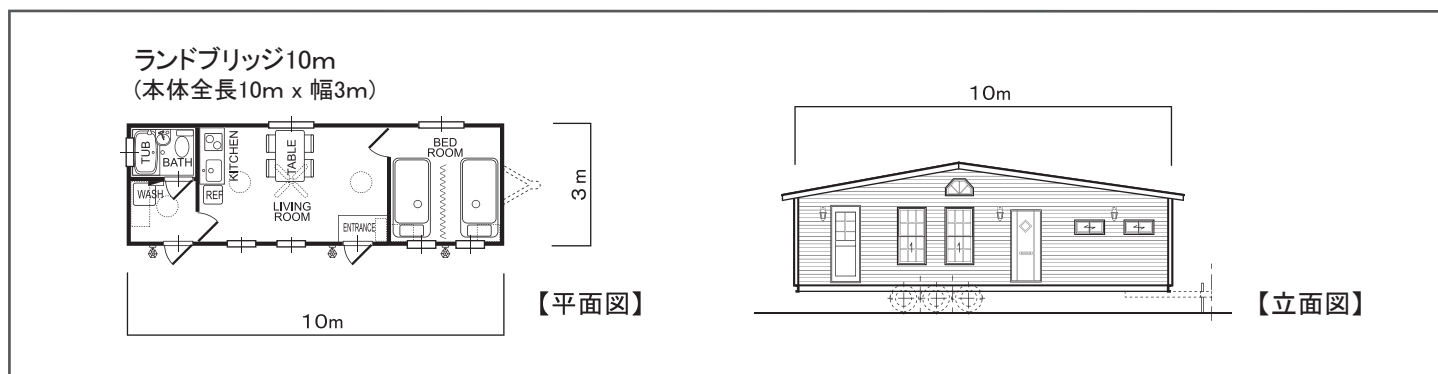 ランドブリッジ10m
(本体全長10m x 幅3m)
TUB
BATH
KITCHEN
TABLE
BED
ROOM
WASH
REF
LIVING
ROOM
ENTRANCE
3m
10m
【平面図】
10m
【立面図】